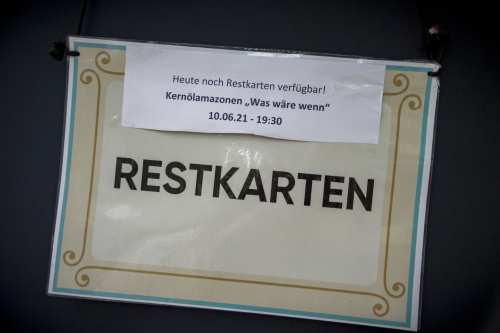 Heute noch Restkarten verfügbar!
Kernölamazonen „Was wäre wenn“
10.06.21 - 19:30
RESTKARTEN